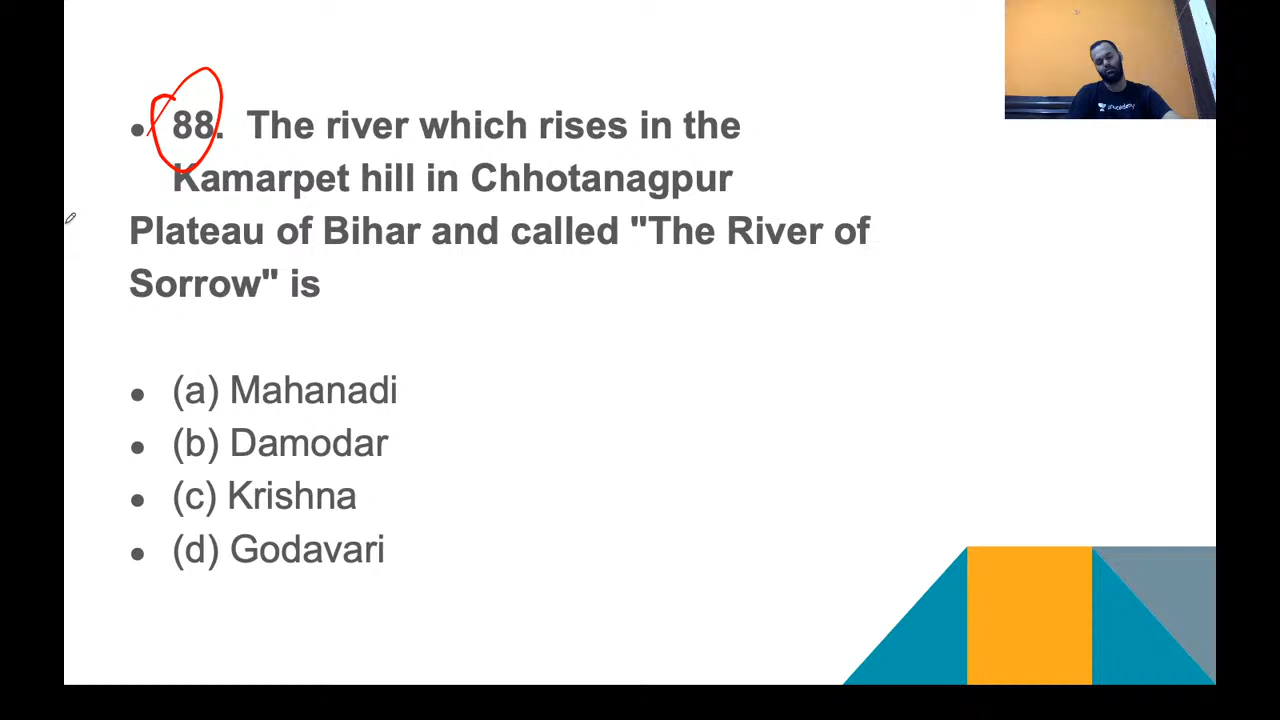 • 88. The river which rises in the
Kamarpet hill in Chhotanagpur
Plateau of Bihar and called "The River of
Sorrow" is
• (a) Mahanadi
• (b) Damodar
• (c) Krishna
• (d) Godavari